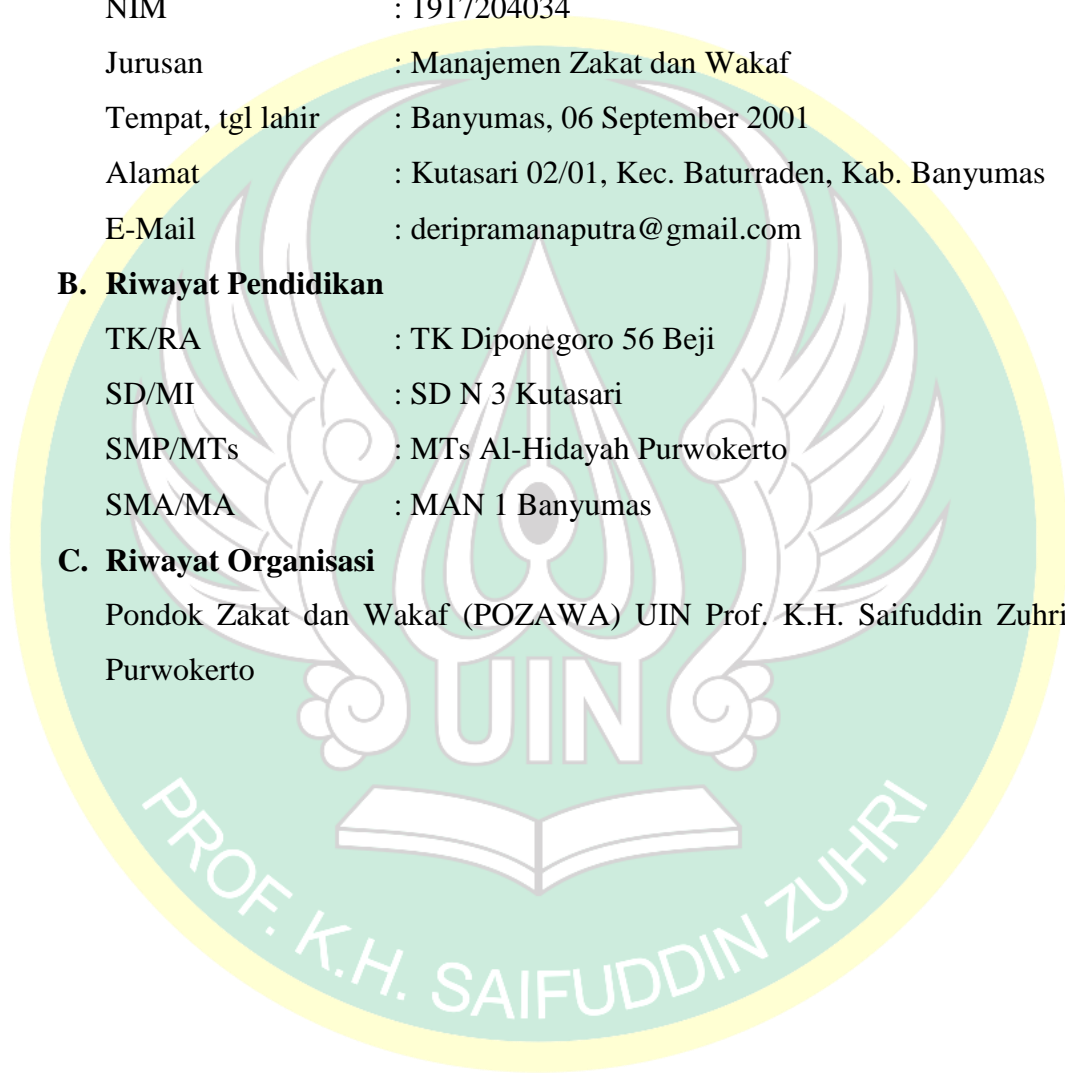 NIM : 1917204034
Jurusan : Manajemen Zakat dan Wakaf
Tempat, tgl lahir : Banyumas, 06 September 2001
Alamat : Kutasari 02/01, Kec. Baturraden, Kab. Banyumas
E-Mail : deripramanaputra@gmail.com
B. Riwayat Pendidikan
TK/RA : TK Diponegoro 56 Beji
SD/MI : SD N 3 Kutasari
SMP/MTs : MTs Al-Hidayah Purwokerto
SMA/MA : MAN 1 Banyumas
C. Riwayat Organisasi
Pondok Zakat dan Wakaf (POZAWA) UIN Prof. K.H. Saifuddin Zuhri
Purwokerto
UIN
PROF. K.H. SAIFUDDIN ZUHRI